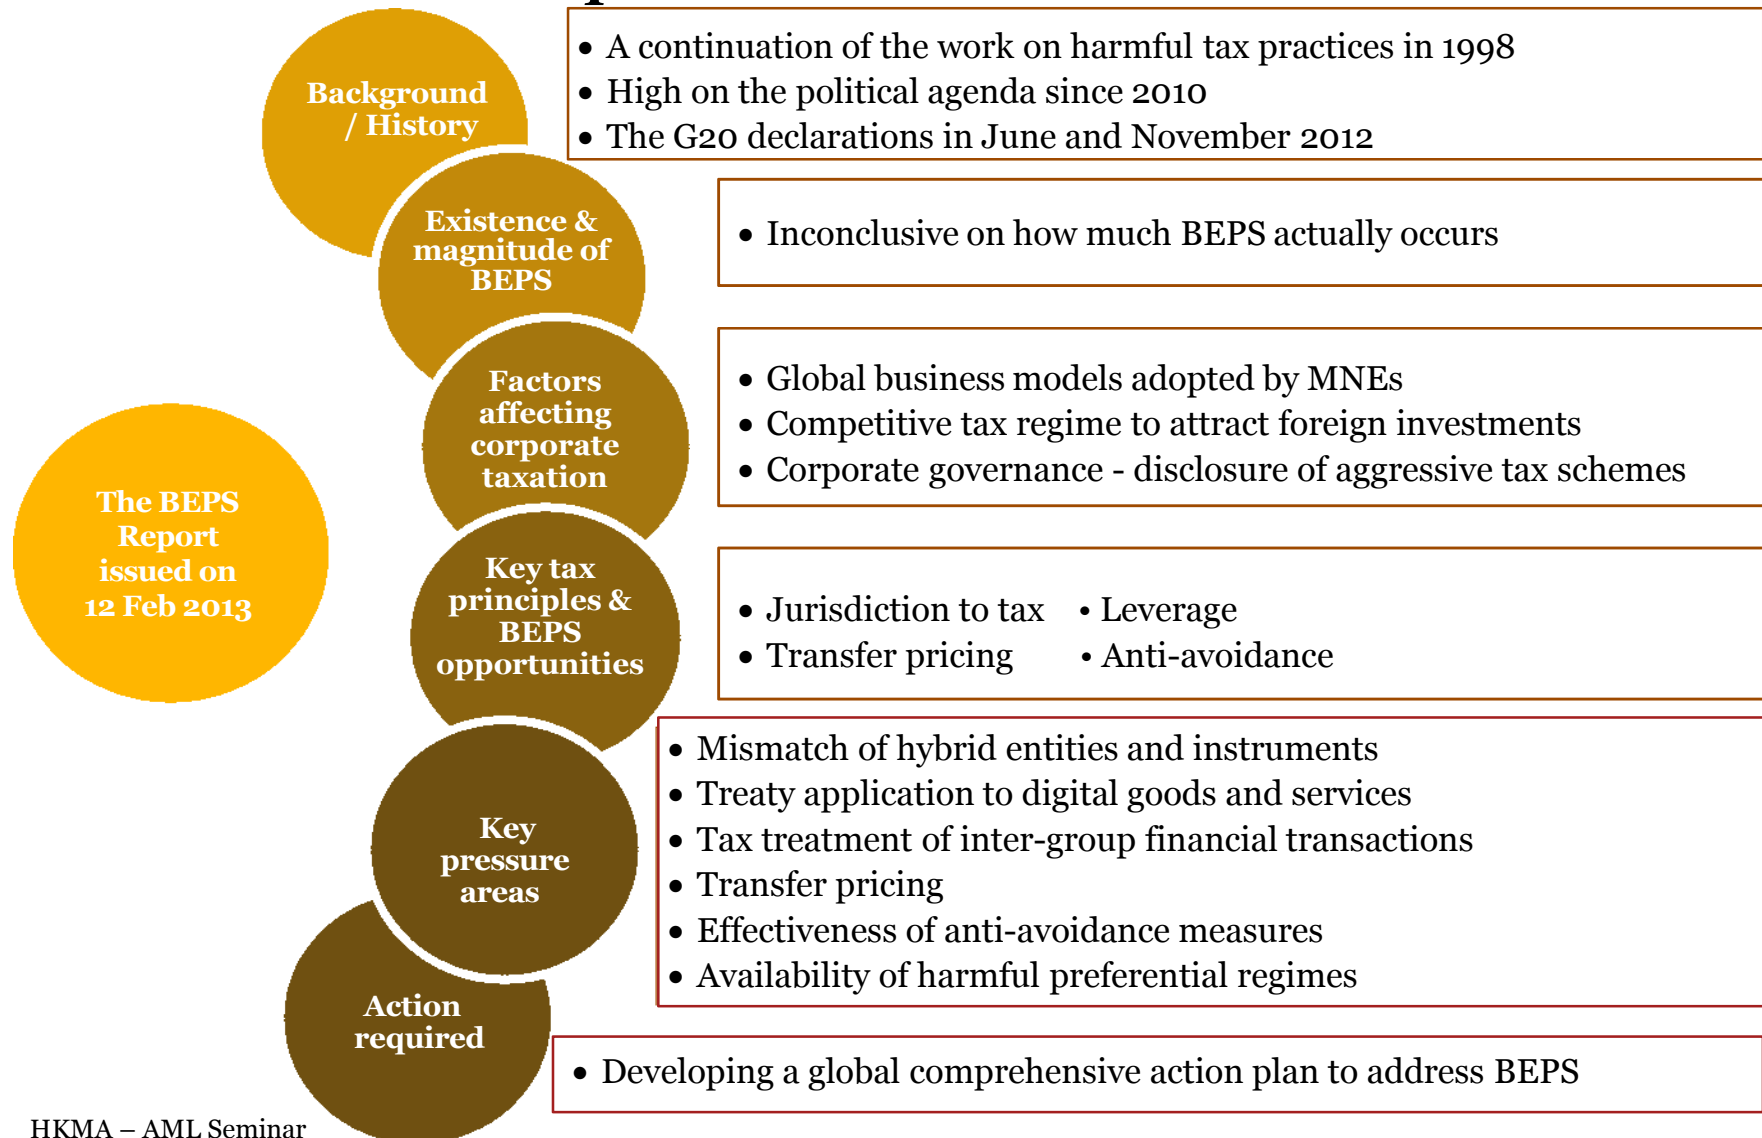 Background
/ History
• A continuation of the work on harmful tax practices in 1998
• High on the political agenda since 2010
• The G20 declarations in June and November 2012
Existence &
magnitude of
BEPS
• Inconclusive on how much BEPS actually occurs
Factors
affecting
corporate
taxation
• Global business models adopted by MNEs
• Competitive tax regime to attract foreign investments
• Corporate governance - disclosure of aggressive tax schemes
The BEPS
Report
issued on
12 Feb 2013
Key tax
principles &
BEPS
opportunities
• Jurisdiction to tax • Leverage
• Transfer pricing • Anti-avoidance
Key
pressure
areas
• Mismatch of hybrid entities and instruments
• Treaty application to digital goods and services
• Tax treatment of inter-group financial transactions
• Transfer pricing
• Effectiveness of anti-avoidance measures
• Availability of harmful preferential regimes
Action
required
• Developing a global comprehensive action plan to address BEPS
HKMA – AML Seminar